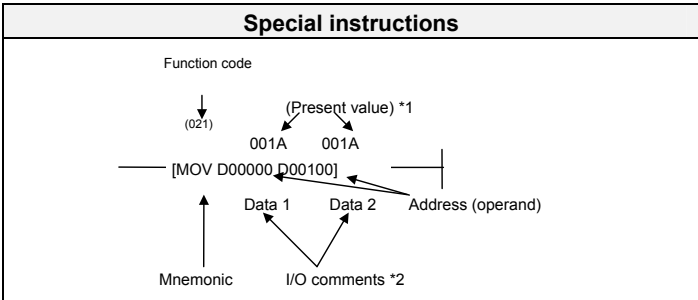 Special instructions
Function code
(Present value) *1
(021)
001A 001A
[MOV D00000 D00100]
Data 1 Data 2 Address (operand)
Mnemonic I/O comments *2